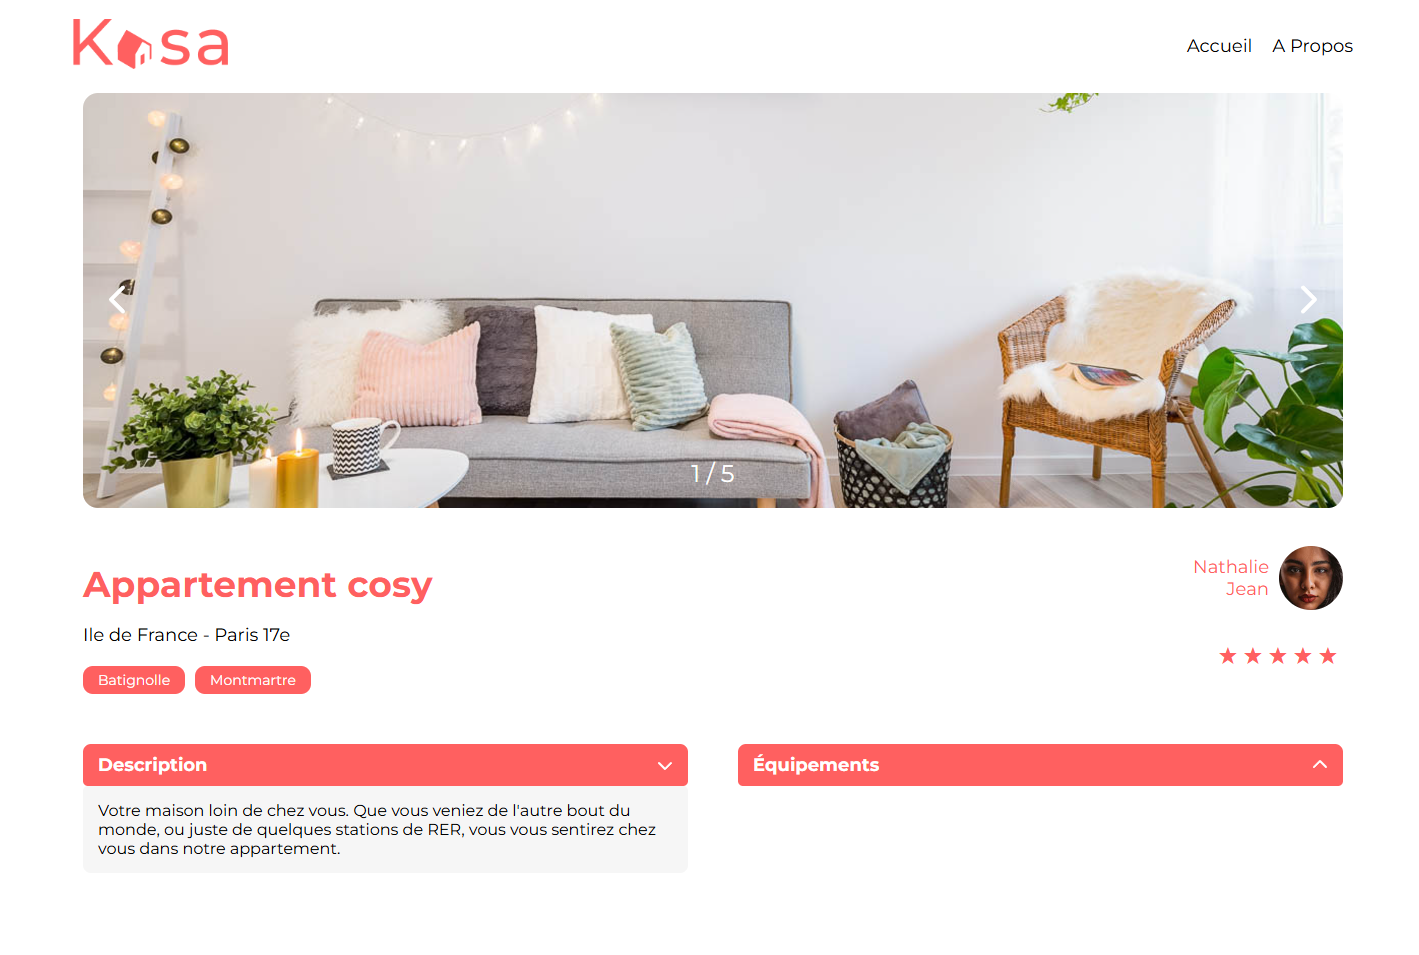 Kasa
Accueil A Propos
1 / 5
Appartement cosy
Nathalie
Jean
Ile de France - Paris 17e
Batignolle Montmartre
Description
Équipements
Votre maison loin de chez vous. Que vous veniez de l'autre bout du
monde, ou juste de quelques stations de RER, vous vous sentirez chez
vous dans notre appartement.